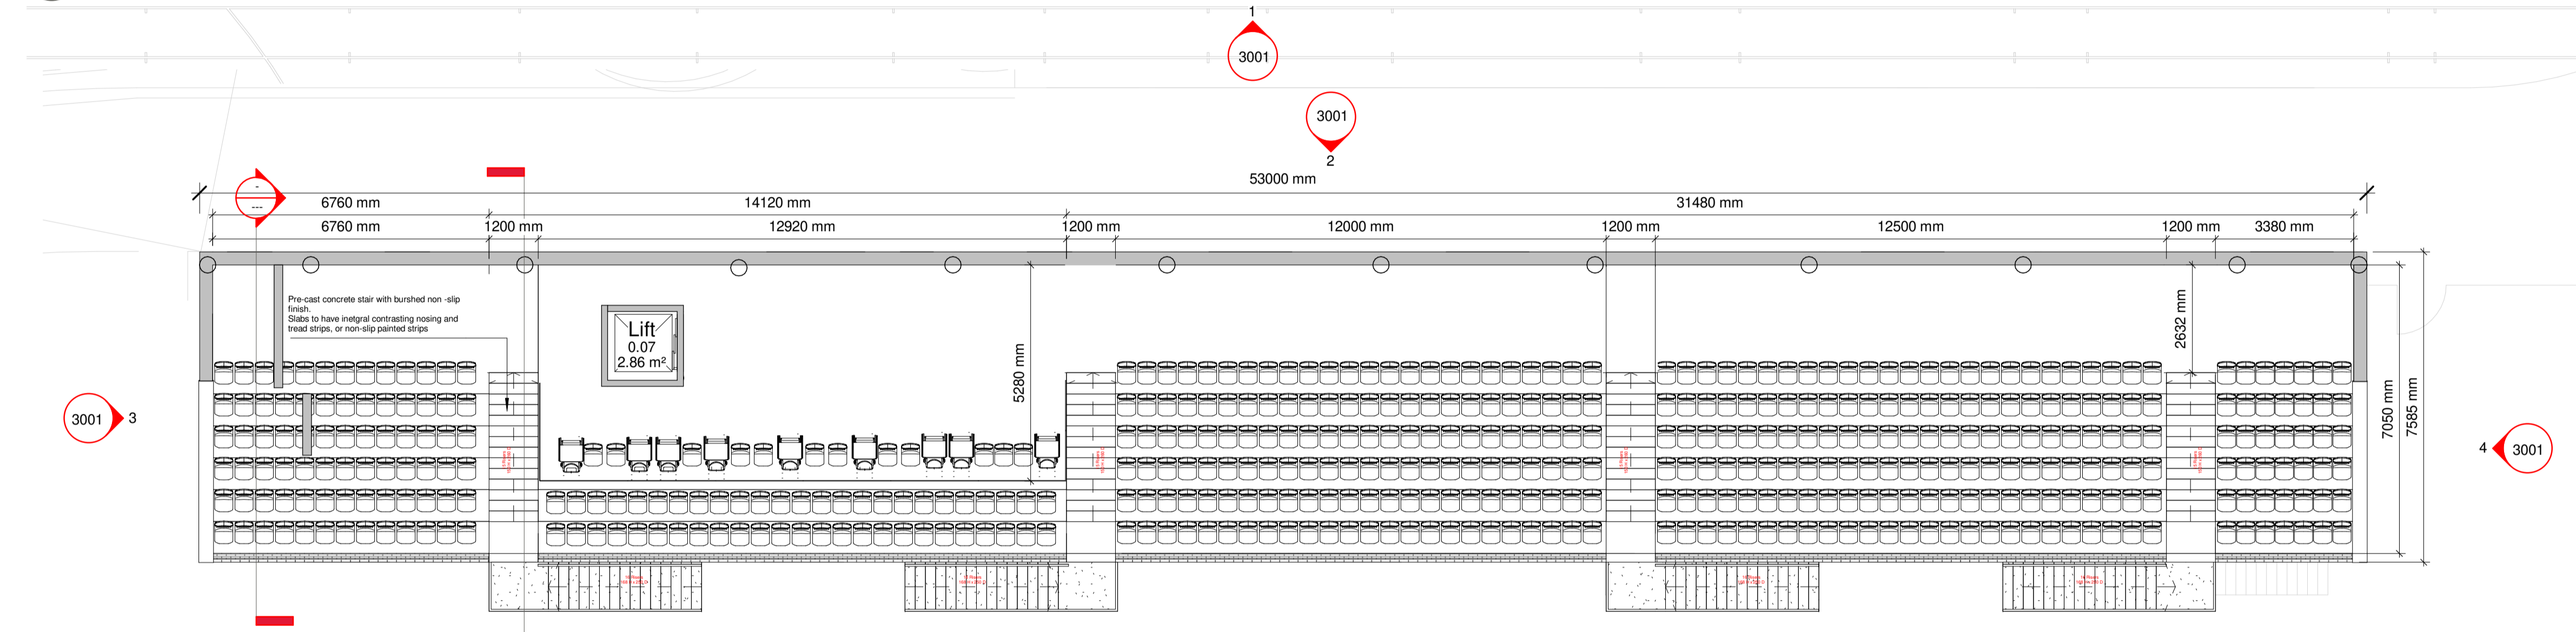 1
3001
3001
2
53000 mm
-
---
6760 mm
14120 mm
31480 mm
6760 mm
1200 mm
12920 mm
1200 mm
12000 mm
1200 mm
12500 mm
1200 mm
3380 mm
Pre-cast concrete stair with burshed non -slip
finish.
Slabs to have inetgral contrasting nosing and
tread strips, or non-slip painted strips
Lift
0.07
2.86 m²
5280 mm
2632 mm
7050 mm
7585 mm
3001
3
4
3001